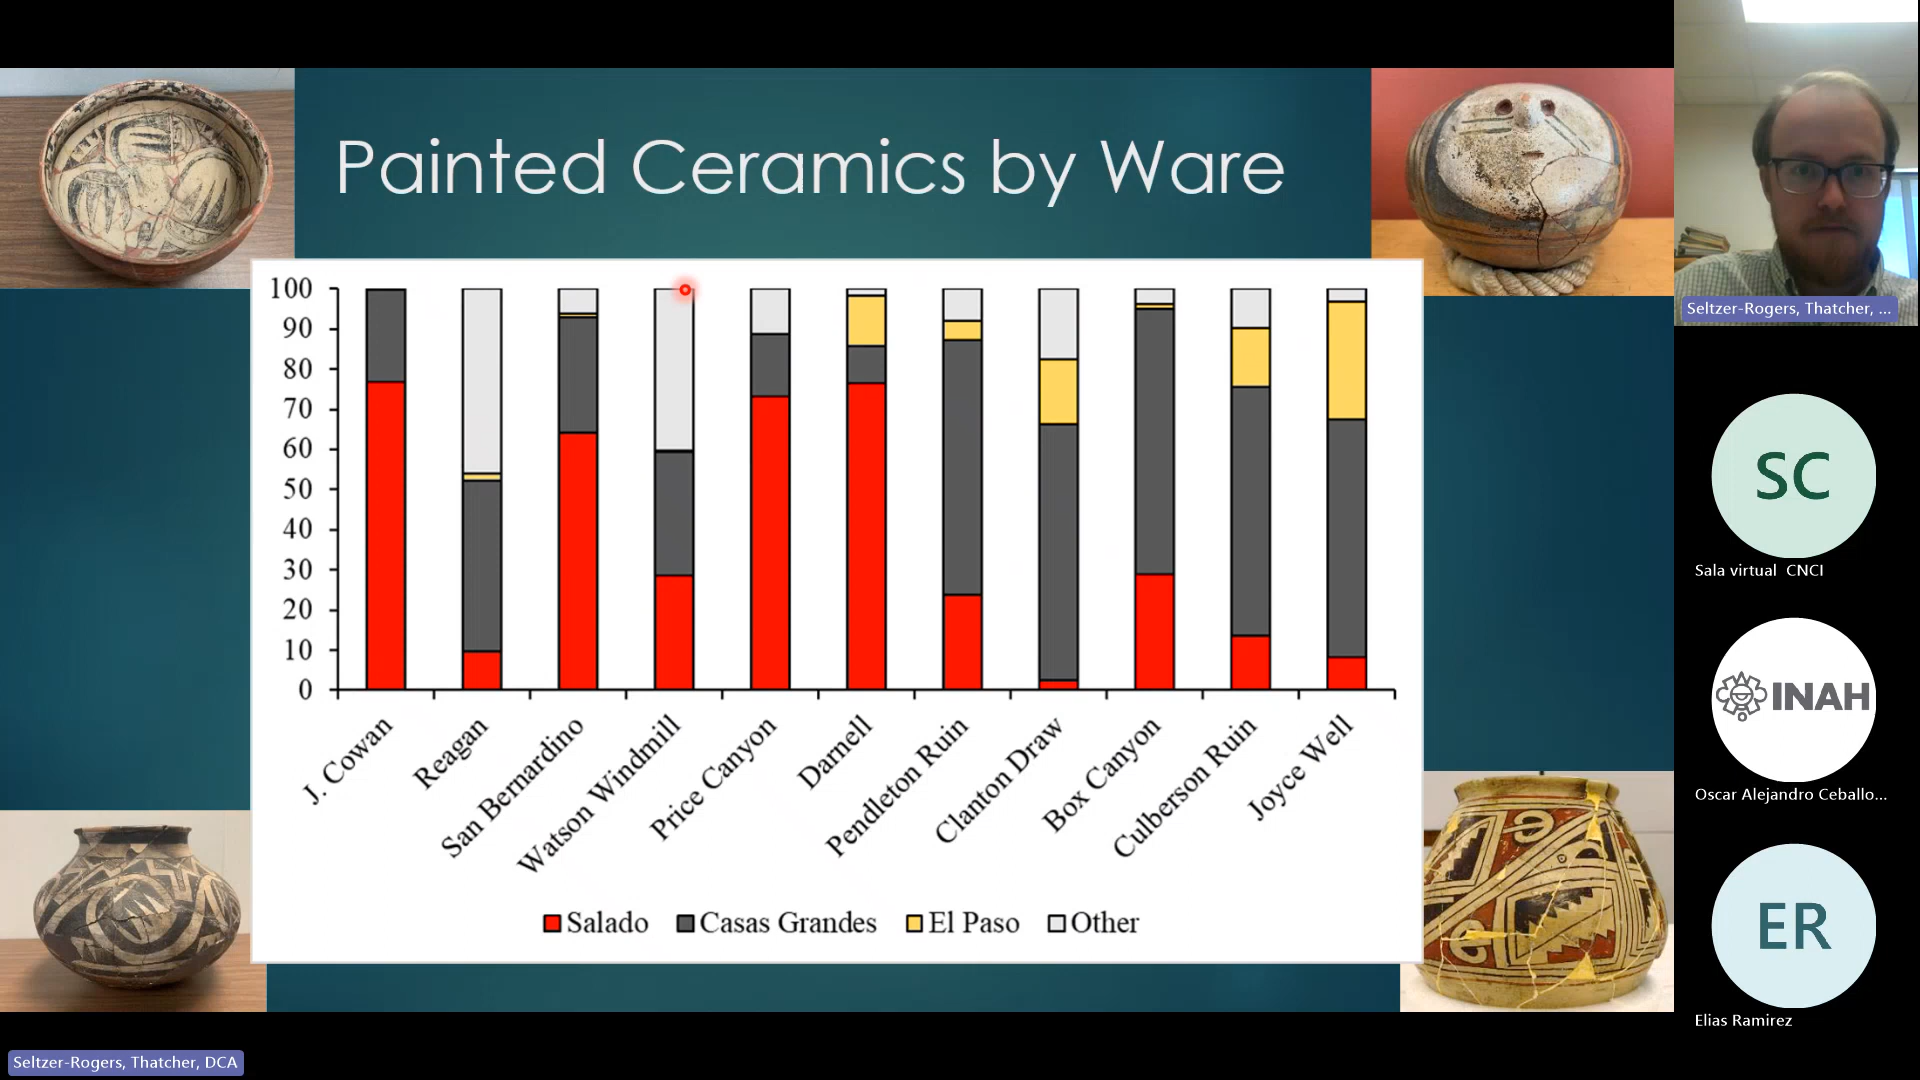 Painted Ceramics by Ware
100
90
80
70
60
50
40
30
20
10
0
J. Cowan
Reagan
San Bernardino
Watson Windmill
Price Canyon
Darnell
Pendleton Ruin
Clanton Draw
Box Canyon
Culberson Ruin
Joyce Well
Salado
Casas Grandes
El Paso
Other
Seltzer-Rogers, Thatcher, ...
SC
Sala virtual CNCI
INAH
Oscar Alejandro Ceballo...
ER
Elias Ramirez
Seltzer-Rogers, Thatcher, DCA